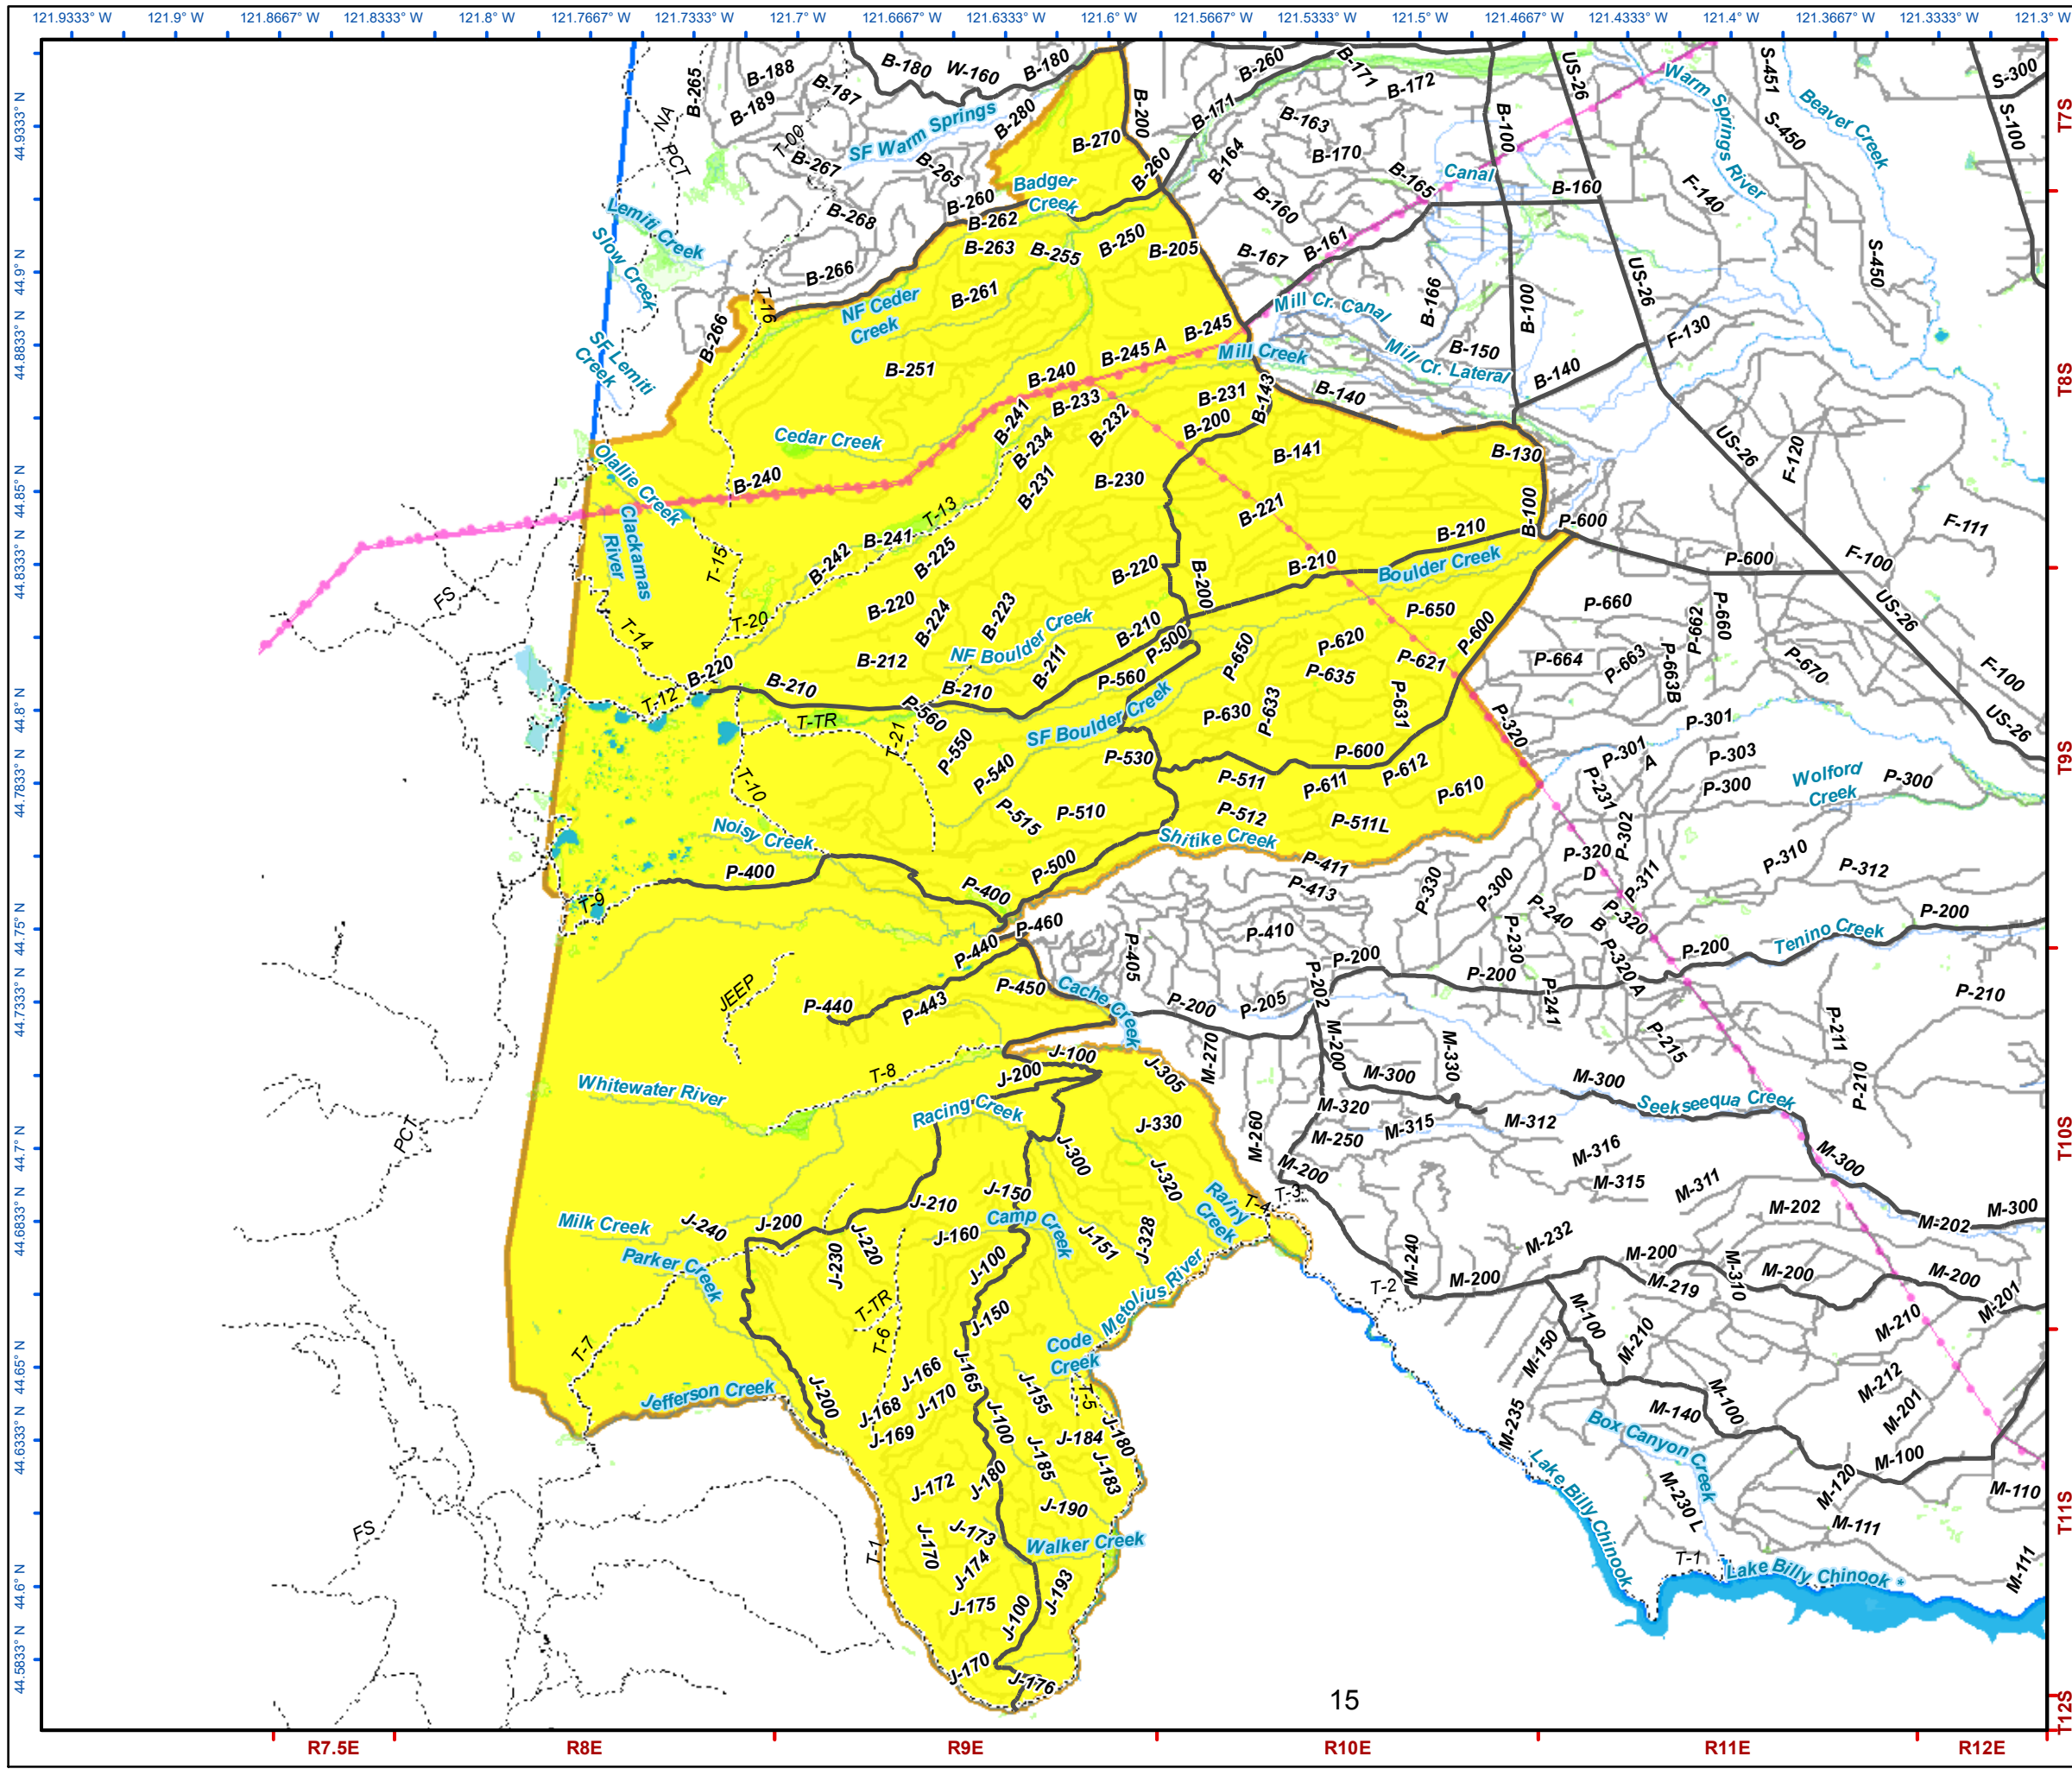 121.9333° W 121.9° W 121.8667° W 121.8333° W 121.8° W 121.7667° W 121.7333° W 121.7° W 121.6667° W 121.6333° W 121.6° W 121.5667° W 121.5333° W 121.5° W 121.4667° W 121.4333° W 121.4° W 121.3667° W 121.3333° W 121.3° W
44.9333° N
44.9° N
44.8833° N
44.85° N
44.8333° N
44.8° N
44.7833° N
44.75° N
44.7333° N
44.7° N
44.6833° N
44.65° N
44.6333° N
44.6° N
44.5833° N
T7S
T8S
T9S
T10S
T11S
T12S
B-265
B-188
B-189
B-187
B-180
W-160
B-180
B-280
B-200
B-260
B-171
B-171
B-172
US-26
Warm Springs River
S-451
Beaver Creek
S-300
S-100
NA
PCT
T-00
B-267
SF Warm Springs
B-265
B-270
B-164
B-163
B-170
B-100
S-450
B-268
B-260
Badger
Creek
B-260
B-160
B-165
Canal
B-160
F-140
Lemiti Creek
Slow Creek
B-266
B-262
B-263
B-255
B-250
B-205
B-167
B-161
US-26
S-450
T-16
B-261
NF Ceder
Creek
B-166
B-100
Mill Cr. Canal
B-266
SF Lemiti
Creek
B-251
B-240
B-245 A
B-245
Mill Creek
B-150
Mill Cr. Lateral
B-140
F-130
B-241
B-233
B-232
B-231
B-143
B-140
Cedar Creek
B-234
B-200
B-141
B-130
US-26
F-120
Olallie Creek
B-240
B-231
B-230
B-221
B-100
Clackamas
River
T-13
B-241
B-225
B-210
P-600
F-111
T-15
B-242
B-220
B-200
B-210
Boulder Creek
P-600
F-100
FS
B-220
B-224
B-223
P-650
P-660
P-662
P-660
US-26
T-14
T-20
NF Boulder Creek
B-210
P-500
P-650
P-620
P-600
B-220
B-212
B-211
P-635
P-621
P-664
P-663
P-663B
P-670
F-100
T-12
B-210
B-210
P-560
T-TR
P-560
SF Boulder Creek
P-630
P-633
P-631
P-320
P-301
US-26
T-21
P-550
P-540
P-530
P-600
P-301
A
P-303
T-10
P-511
P-611
P-612
P-610
P-231
P-300
Wolford
Creek
P-300
P-515
P-510
P-512
P-511L
P-302
Noisy Creek
Shitike Creek
P-400
P-500
P-411
P-320
D
P-310
P-312
T-9
P-400
P-413
P-330
P-300
P-311
P-460
P-410
P-240
P-320
B
P-200
P-440
P-405
P-200
P-230
P-200
Tenino Creek
JEEP
P-440
P-443
P-450
Cache Creek
P-200
P-205
P-202
P-200
P-241
P-320A
P-210
P-215
P-211
J-100
J-305
M-270
M-200
M-330
T-8
J-200
M-300
M-300
P-210
Whitewater River
Racing Creek
M-320
Seekseequa Creek
PCT
J-330
M-260
M-250
M-315
M-312
J-300
M-316
M-300
J-150
J-320
M-200
M-315
M-311
Milk Creek
J-240
J-200
J-210
Rainy
Creek
T-4
T-3
M-202
M-202
M-300
Parker Creek
J-230
J-220
J-160
Camp Creek
J-151
J-328
M-232
J-100
Metolius River
T-2
M-240
M-200
M-200
M-219
M-310
M-200
M-200
M-201
T-TR
J-150
T-7
T-6
Code
Creek
M-150
M-100
M-210
M-210
J-166
J-165
Jefferson Creek
J-200
J-168
J-170
J-155
T-5
M-212
J-169
J-100
J-184
J-180
M-235
M-140
M-100
M-201
Box Canyon Creek
J-172
J-180
J-185
J-183
Lake Billy Chinook
M-120
M-100
M-110
FS
J-190
M-230 L
T-1
J-170
J-173
J-174
Walker Creek
M-111
T-1
Lake Billy Chinook *
M-111
J-175
J-193
J-100
J-170
J-176
15
R7.5E R8E R9E R10E R11E R12E